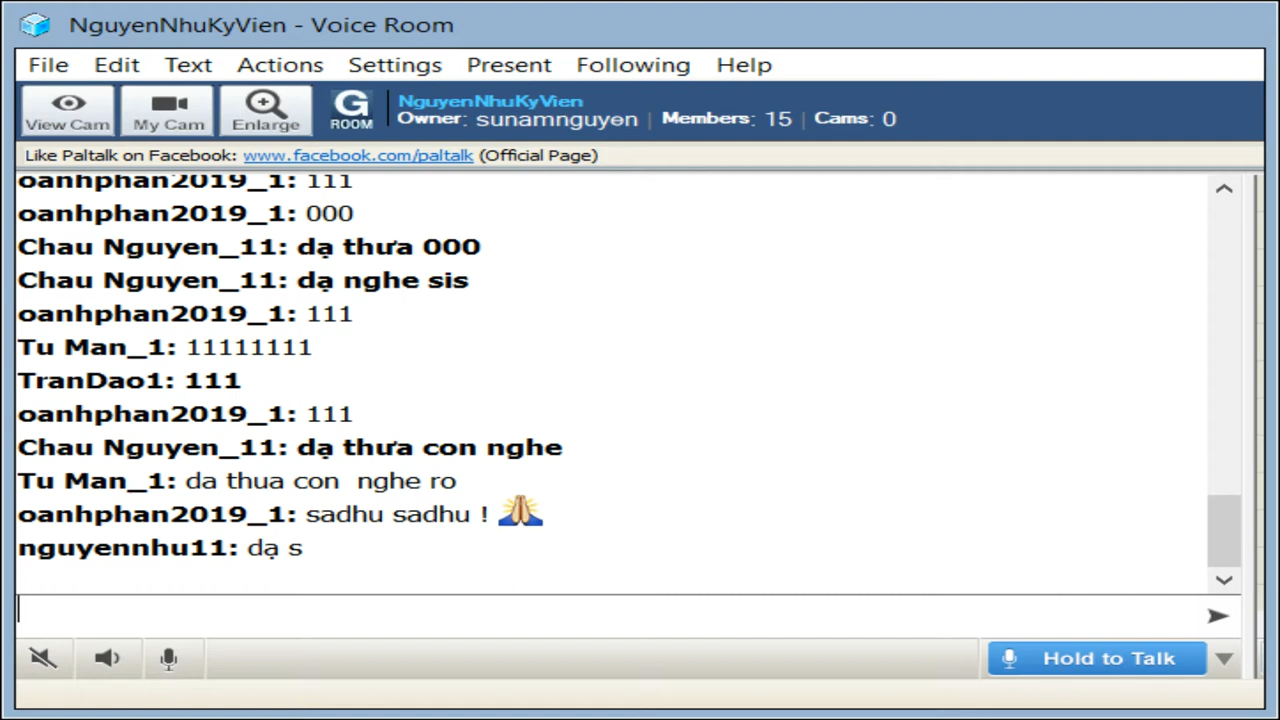 NguyenNhuKyVien - Voice Room
File Edit Text Actions Settings Present Following Help
View Cam My Cam Enlarge G ROOM
NguyenNhuKyVien
Owner: sunamnguyen | Members: 15 | Cams: 0
Like Paltalk on Facebook: www.facebook.com/paltalk (Official Page)
oanhphan2019_1: 111
oanhphan2019_1: 000
Chau Nguyen_11: dạ thưa 000
Chau Nguyen_11: dạ nghe sis
oanhphan2019_1: 111
Tu Man_1: 11111111
TranDao1: 111
oanhphan2019_1: 111
Chau Nguyen_11: dạ thưa con nghe
Tu Man_1: da thua con  nghe ro
oanhphan2019_1: sadhu sadhu ! 🙏
nguyennhu11: dạ s
Hold to Talk